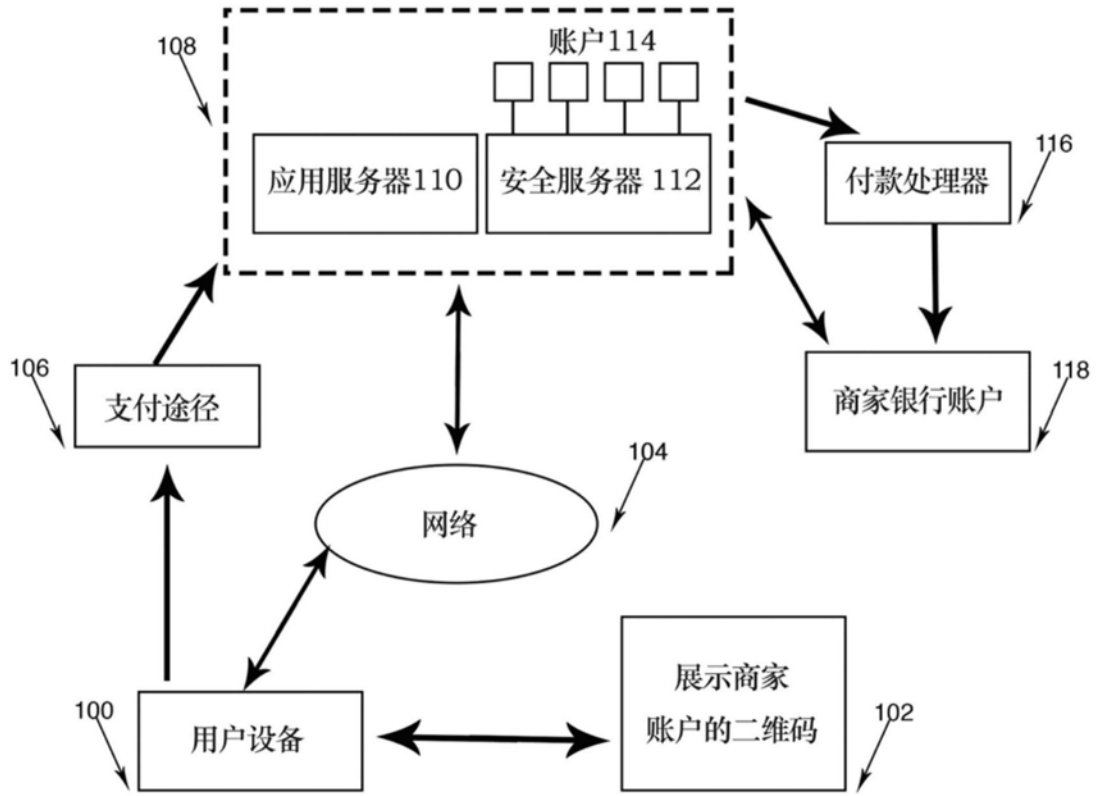 108
账户114
应用服务器110
安全服务器 112
116
付款处理器
106
支付途径
118
商家银行账户
104
网络
100
用户设备
展示商家
账户的二维码
102